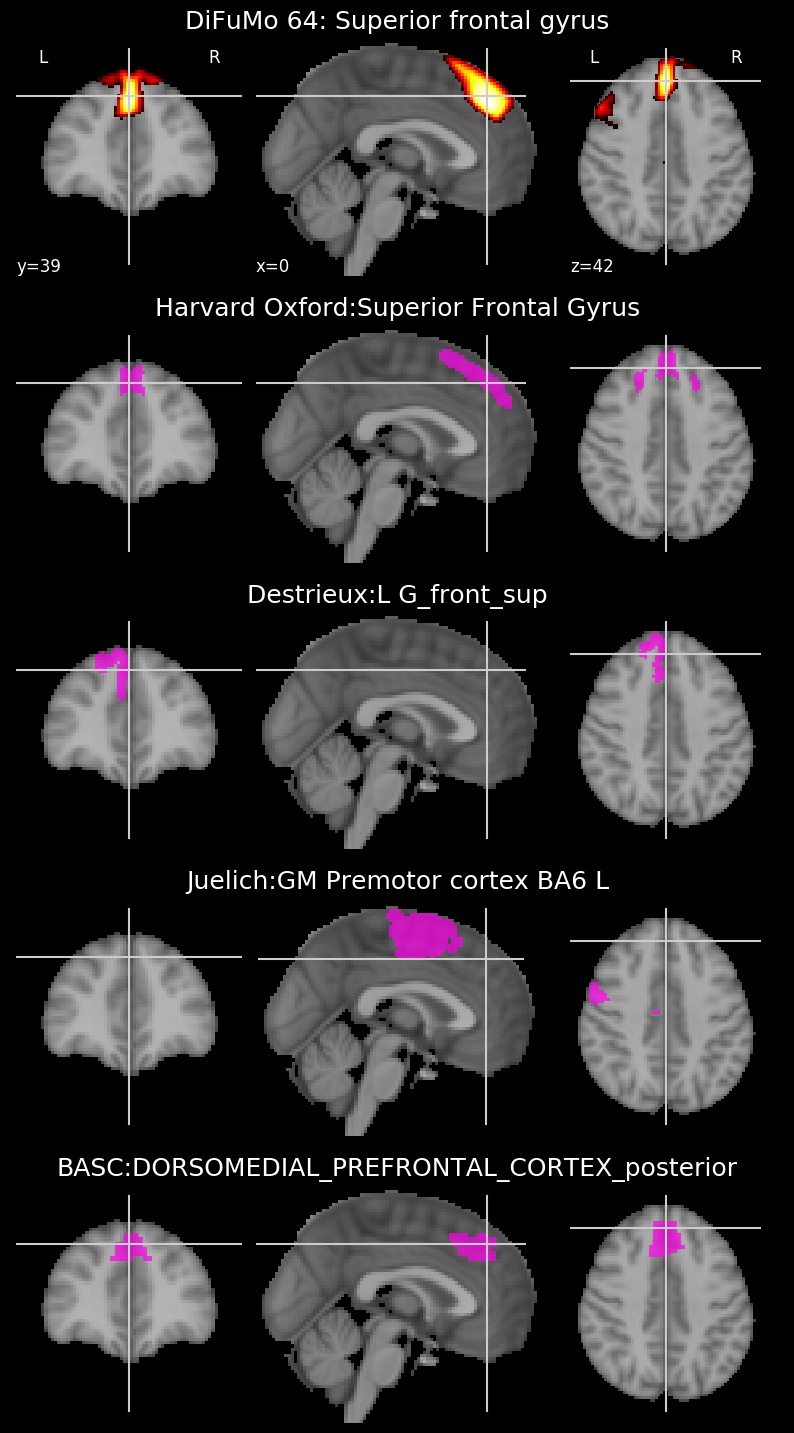 DiFuMo 64: Superior frontal gyrus
L R L R
y=39 x=0 z=42
Harvard Oxford:Superior Frontal Gyrus
Destrieux:L G_front_sup
Juelich:GM Premotor cortex BA6 L
BASC:DORSOMEDIAL_PREFRONTAL_CORTEX_posterior